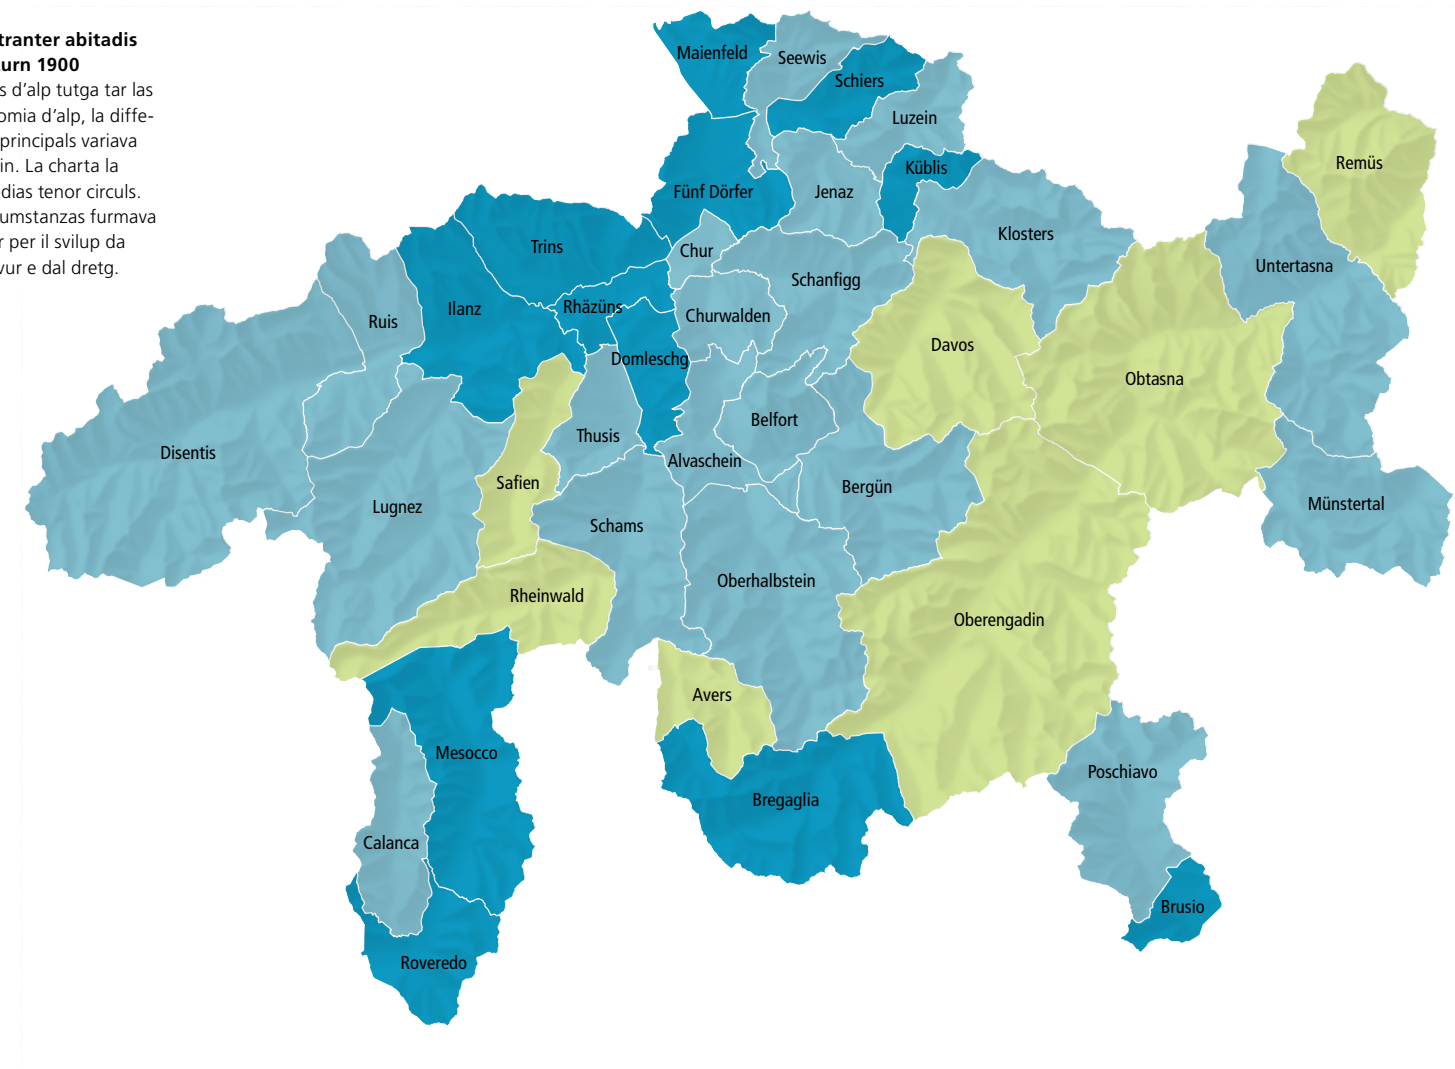 tranter abitadis
turn 1900
s d’alp tutga tar las
omia d’alp, la diffe-
principals variava
in. La charta la
dias tenor circuls.
umstanzas furmava
r per il svilup da
vur e dal dretg.
Maienfeld
Seewis
Schiers
Luzein
Küblis
Remüs
Fünf Dörfer
Jenaz
Klosters
Trins
Chur
Untertasna
Schanfigg
Ilanz
Rhäzüns
Ruis
Churwalden
Davos
Domleschg
Obtasna
Belfort
Thusis
Disentis
Alvaschein
Safien
Bergün
Lugnez
Münstertal
Schams
Oberhalbstein
Rheinwald
Oberengadin
Avers
Mesocco
Poschiavo
Bregaglia
Calanca
Brusio
Roveredo